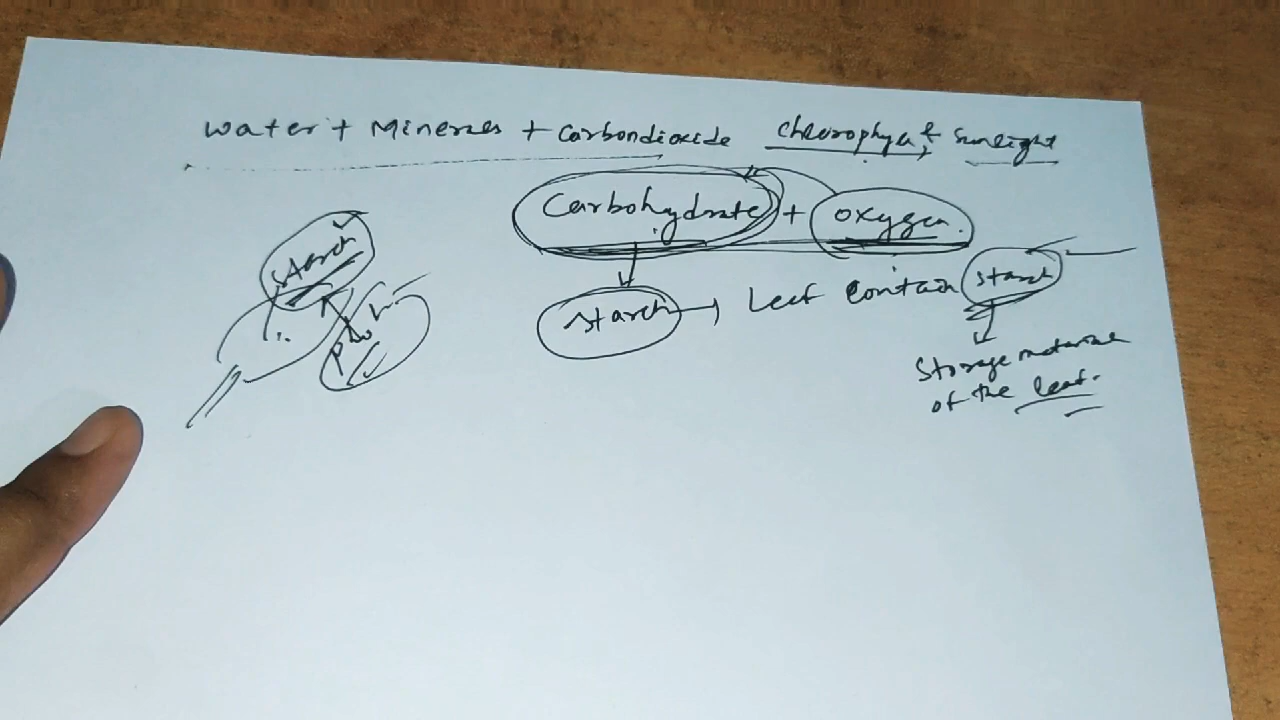 water + Minerals + Carbondioxide chlorophyll & Sunlight
Carbohydrate + oxygen.
starch
starch → Leaf contain starch
Storage material
of the leaf.